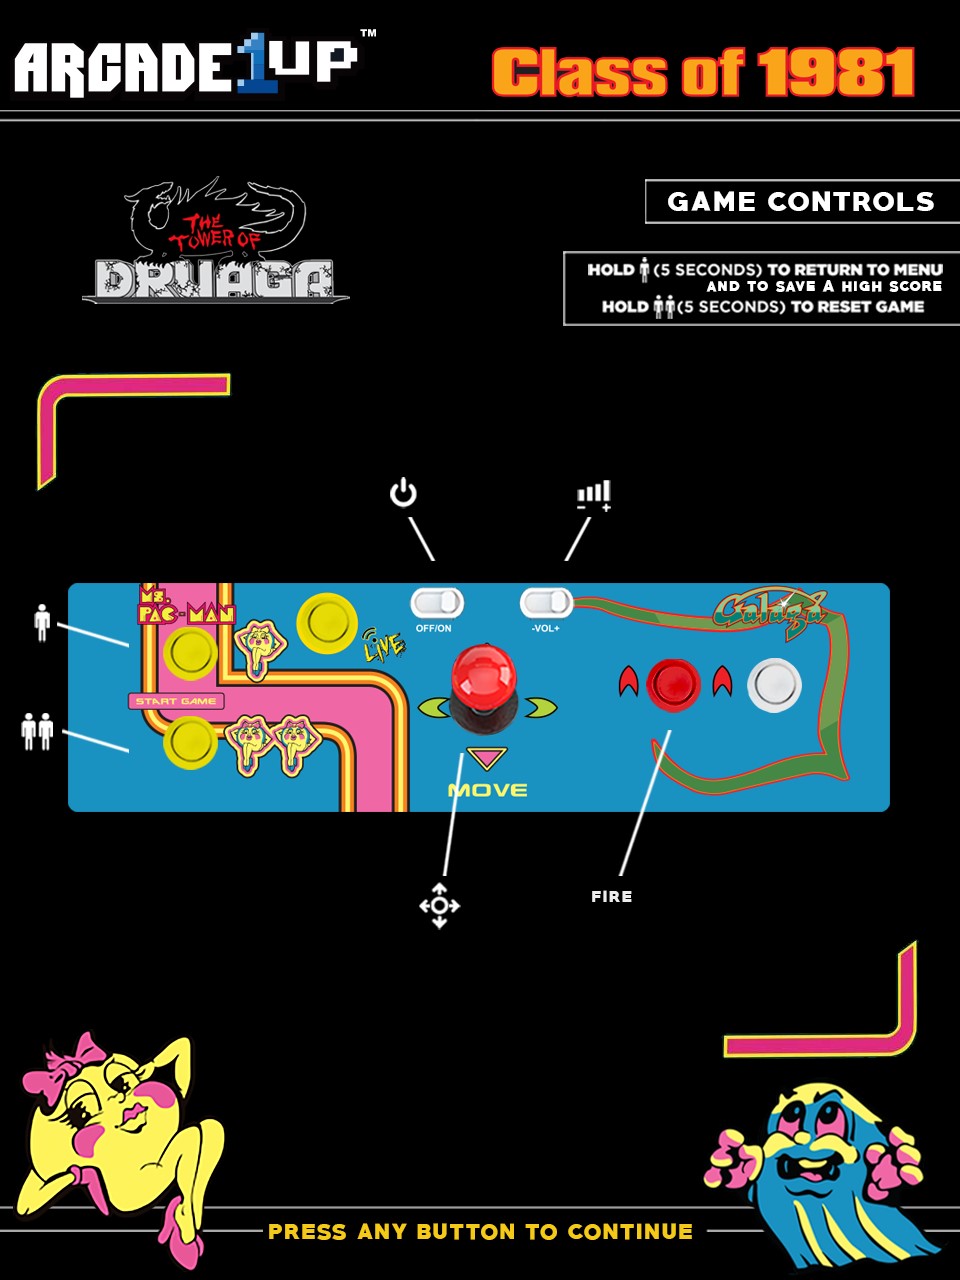 ARCADE1UP™
Class of 1981
THE
TOWER OF
DRUAGA
GAME CONTROLS
HOLD (5 SECONDS) TO RETURN TO MENU
AND TO SAVE A HIGH SCORE
HOLD (5 SECONDS) TO RESET GAME
Ms.
PAC-MAN
LIVE
OFF/ON
-VOL+
Galaga
START GAME
MOVE
FIRE
PRESS ANY BUTTON TO CONTINUE